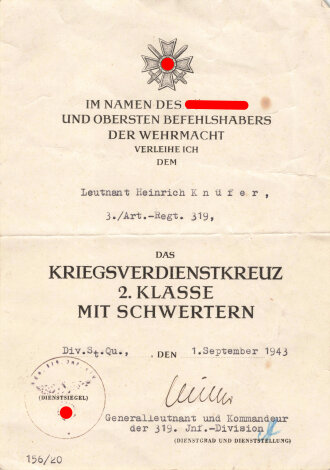 IM NAMEN DES
UND OBERSTEN BEFEHLSHABERS
DER WEHRMACHT
VERLEIHE ICH
DEM
Leutnant Heinrich Knüfer,
3./Art.-Regt. 319,
DAS
KRIEGSVERDIENSTKREUZ
2. KLASSE
MIT SCHWERTERN
Div.St.Qu., , DEN 1.September 1943
(DIENSTSIEGEL)
Generalleutnant und Kommandeur
der 319. Jnf.-Division
(DIENSTGRAD UND DIENSTSTELLUNG)
156/20